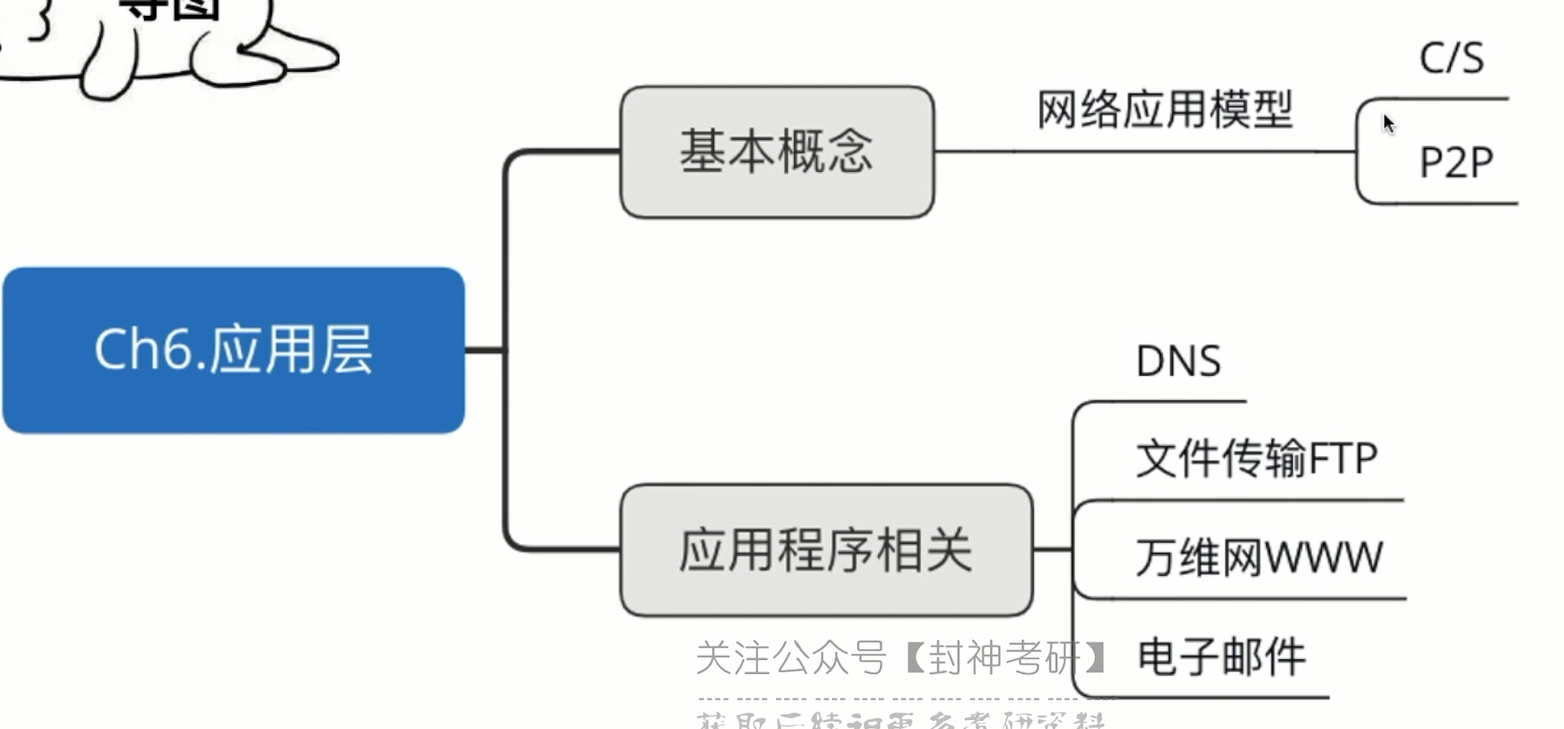 导图
Ch6.应用层
基本概念
网络应用模型
C/S
P2P
应用程序相关
DNS
文件传输FTP
万维网WWW
电子邮件
关注公众号【封神考研】